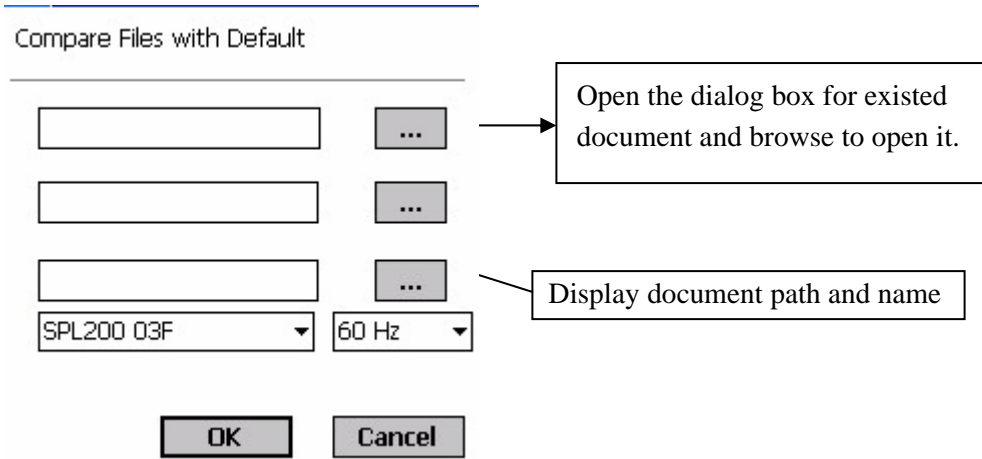 Compare Files with Default
...
Open the dialog box for existed
document and browse to open it.
...
...
Display document path and name
SPL200 03F
60 Hz
OK
Cancel